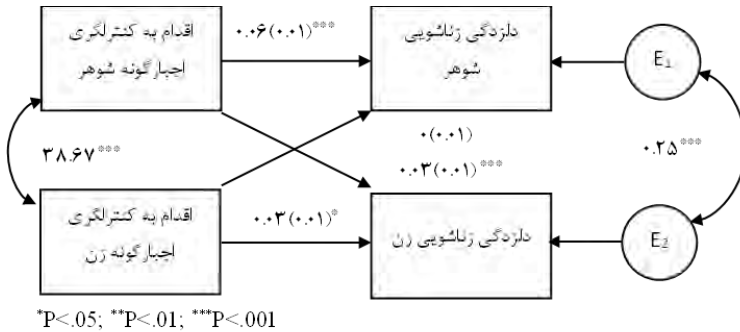 اقدام به کنترلگری
اجبارگونه شوهر
۰.۰۶(۰.۰۱)***
دلزدگی زناشویی
شوهر
E₁
۳۸.۶۷***
۰(۰.۰۱)
۰.۰۳(۰.۰۱)***
۰.۲۵***
اقدام به کنترالگری
اجبارگونه زن
۰.۰۳(۰.۰۱)*
دلزدگی زناشویی زن
E₂
*P<.05; **P<.01; ***P<.001